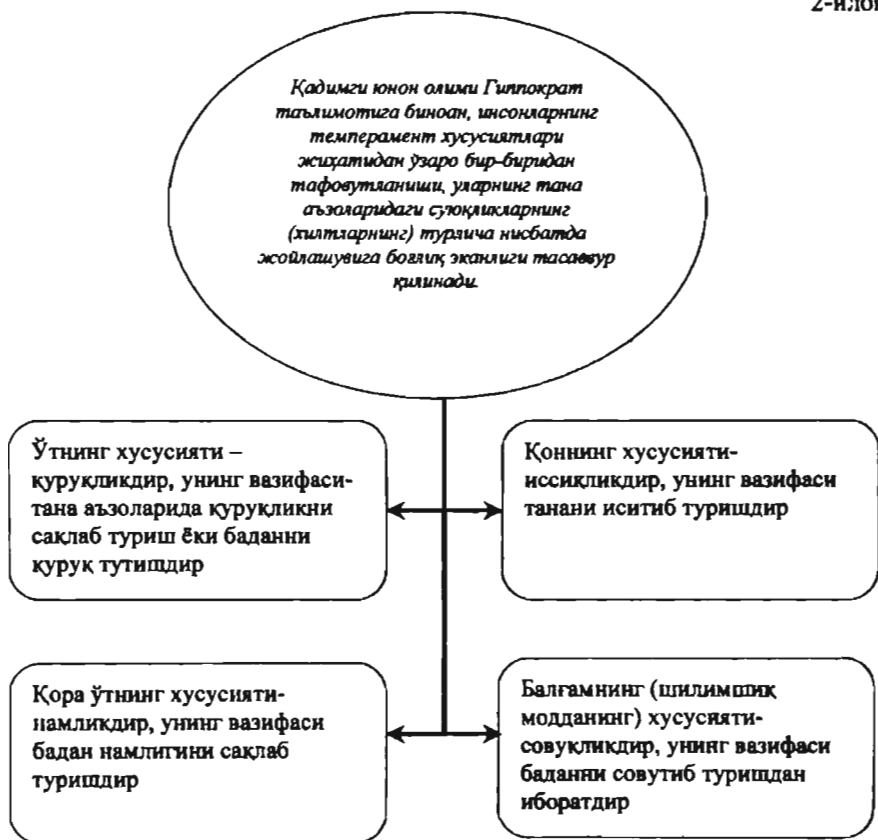 2-илов
Қадимги юнон олими Гиппократ
таълимотига биноан, инсонларнинг
темперамент хусусиятлари
жиҳатидан ўзаро бир-биридан
тафовутланиши, уларнинг тана
аъзоларидаги суюқликларнинг
(хилтларнинг) турлича нисбатда
жойлашувига боғлиқ эканлиги тасаввур
қилинади.
Ўтнинг хусусияти –
қуруқликдир, унинг вазифаси-
тана аъзоларида қуруқликни
сақлаб туриш ёки баданни
қуруқ тутишдир
Қоннинг хусусияти-
иссиқликдир, унинг вазифаси
танани иситиб туришдир
Қора ўтнинг хусусияти-
намликдир, унинг вазифаси
бадан намлигини сақлаб
туришдир
Балғамнинг (шилимшиқ
модданинг) хусусияти-
совуқликдир, унинг вазифаси
баданни совутиб туришдан
иборатдир